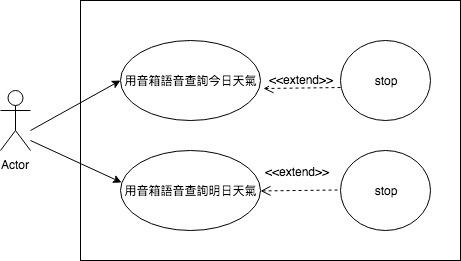 用音箱語音查詢今日天氣
<<extend>>
stop
Actor
用音箱語音查詢明日天氣
<<extend>>
stop